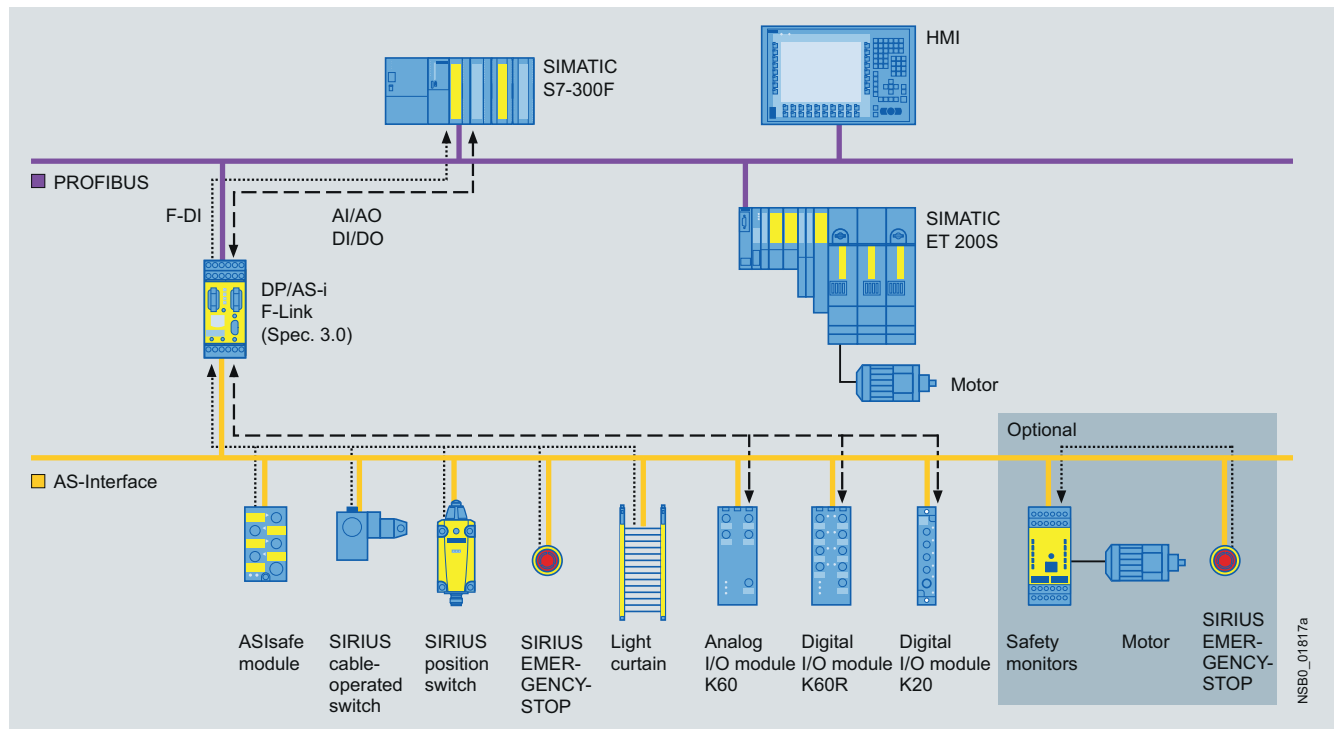 SIMATIC
S7-300F
HMI
PROFIBUS
F-DI
AI/AO
DI/DO
SIMATIC
ET 200S
DP/AS-i
F-Link
(Spec. 3.0)
Motor
Optional
AS-Interface
ASIsafe
module
SIRIUS
cable-
operated
switch
SIRIUS
position
switch
SIRIUS
EMER-
GENCY-
STOP
Light
curtain
Analog
I/O module
K60
Digital
I/O module
K60R
Digital
I/O module
K20
Safety
monitors
Motor
SIRIUS
EMER-
GENCY-
STOP
NSB0_01817a